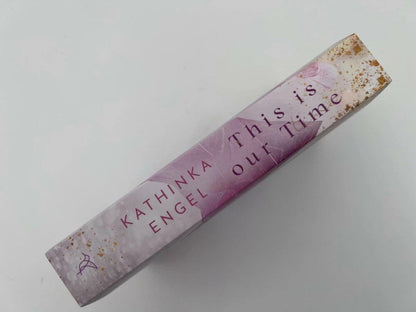 KATHINKA
ENGEL
This is
our Time